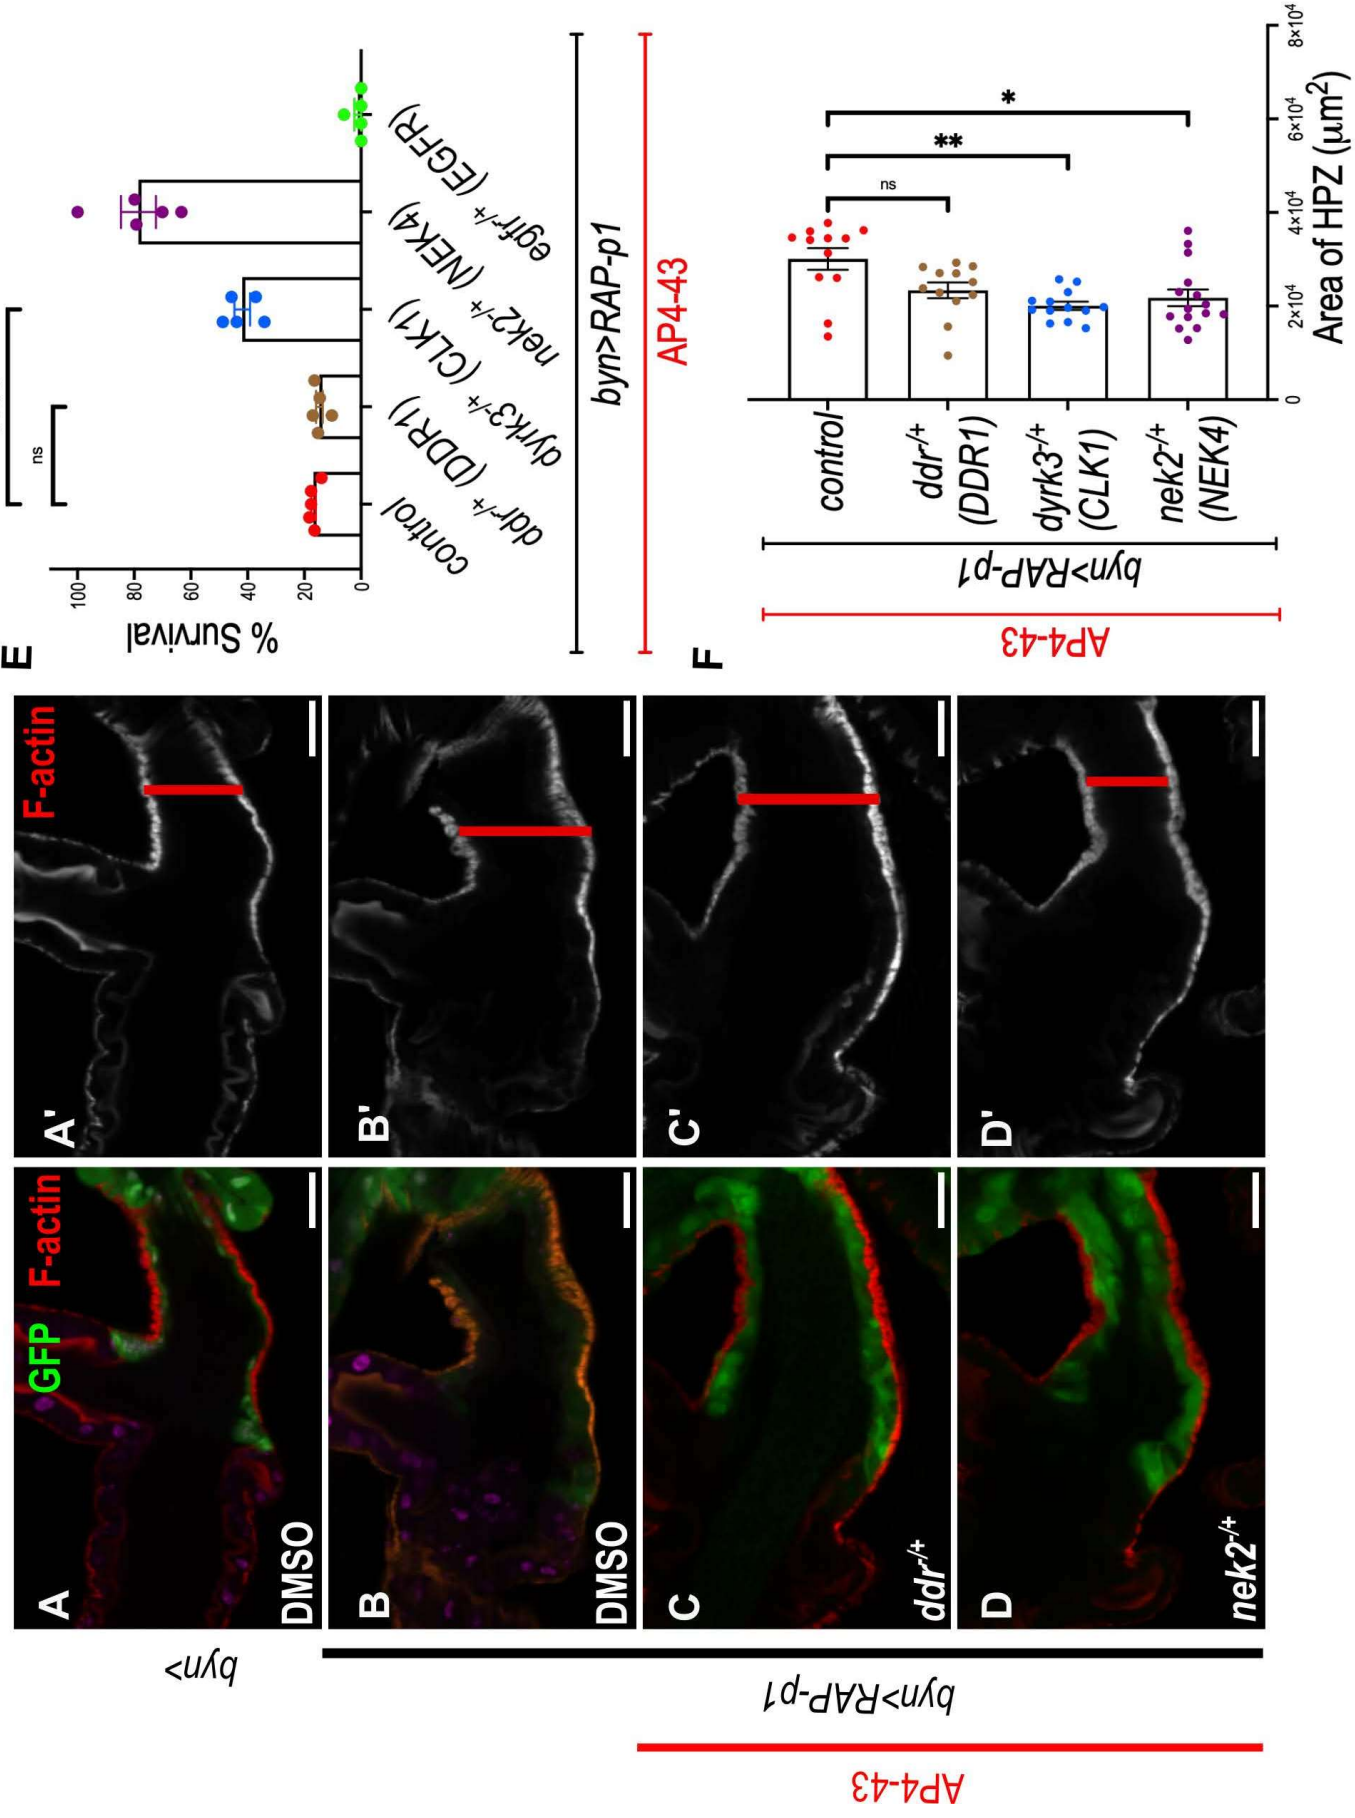 A
GFP F-actin
DMSO
A'
F-actin
B
DMSO
B'
C
ddr-/+
C'
D
nek2-/+
D'
byn>
byn>RAP-p1
AP4-43
E
% Survival
100
80
60
40
20
0
ns
control
ddr-/+ (DDR1)
dyrk3-/+ (CLK1)
nek2-/+ (NEK4)
egfr-/+ (EGFR)
byn>RAP-p1
AP4-43
F
control
ddr-/+
(DDR1)
dyrk3-/+
(CLK1)
nek2-/+
(NEK4)
byn>RAP-p1
AP4-43
ns
**
*
0
2×10⁴
4×10⁴
6×10⁴
8×10⁴
Area of HPZ (μm²)